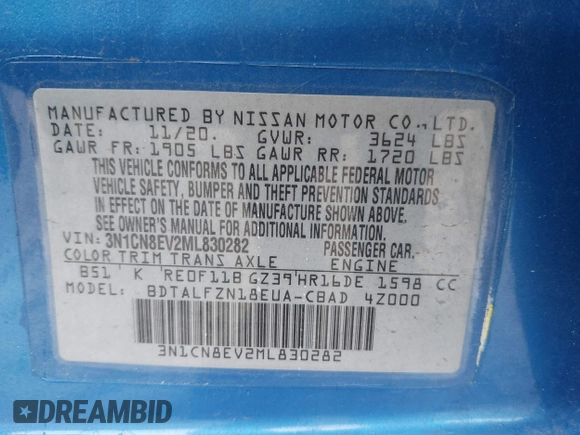 MANUFACTURED BY NISSAN MOTOR CO., LTD.
DATE: 11/20. GVWR: 3624 LBS
GAWR FR: 1905 LBS GAWR RR: 1720 LBS
THIS VEHICLE CONFORMS TO ALL APPLICABLE FEDERAL MOTOR
VEHICLE SAFETY, BUMPER AND THEFT PREVENTION STANDARDS
IN EFFECT ON THE DATE OF MANUFACTURE SHOWN ABOVE.
SEE OWNER'S MANUAL FOR ADDITIONAL INFORMATION.
VIN: 3N1CN8EV2ML830282 PASSENGER CAR.
COLOR TRIM TRANS AXLE ENGINE
B51 K RE0F11B GZ39 HR16DE 1598 CC
MODEL: BDTALFZN18EUA-CBAD 4Z000
3N1CN8EV2ML830282
DREAMBID